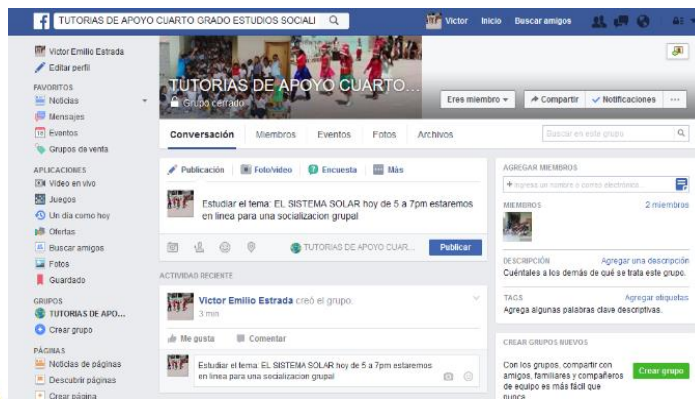 TUTORIAS DE APOYO CUARTO GRADO ESTUDIOS SOCIALI
Victor
Inicio
Buscar amigos
Victor Emilio Estrada
Editar perfil
FAVORITOS
Noticias
Mensajes
Eventos
Grupos de venta
APLICACIONES
Video en vivo
Juegos
Un día como hoy
Ofertas
Buscar amigos
Fotos
Guardado
GRUPOS
TUTORIAS DE APO...
Crear grupo
PÁGINAS
Noticias de páginas
Descubrir páginas
Crear página
TUTORIAS DE APOYO CUARTO...
Grupo cerrado
Eres miembro
Compartir
Notificaciones
Conversación
Miembros
Eventos
Fotos
Archivos
Buscar en este grupo
Publicación
Foto/video
Encuesta
Más
Estudiar el tema: EL SISTEMA SOLAR hoy de 5 a 7pm estaremos
en linea para una socialización grupal
TUTORIAS DE APOYO CUAR...
Publicar
ACTIVIDAD RECIENTE
Victor Emilio Estrada creó el grupo.
3 min
Me gusta
Comentar
Estudiar el tema: EL SISTEMA SOLAR hoy de 5 a 7pm estaremos
en linea para una socializacion grupal
AGREGAR MIEMBROS
+ Ingresa un nombre o correo electrónico...
MIEMBROS
2 miembros
DESCRIPCIÓN
Agregar una descripción
Cuéntales a los demás de qué se trata este grupo.
TAGS
Agregar etiquetas
Agrega algunas palabras clave descriptivas.
CREAR GRUPOS NUEVOS
Con los grupos, compartir con
amigos, familiares y compañeros
de equipo es más fácil que
nunca.
Crear grupo